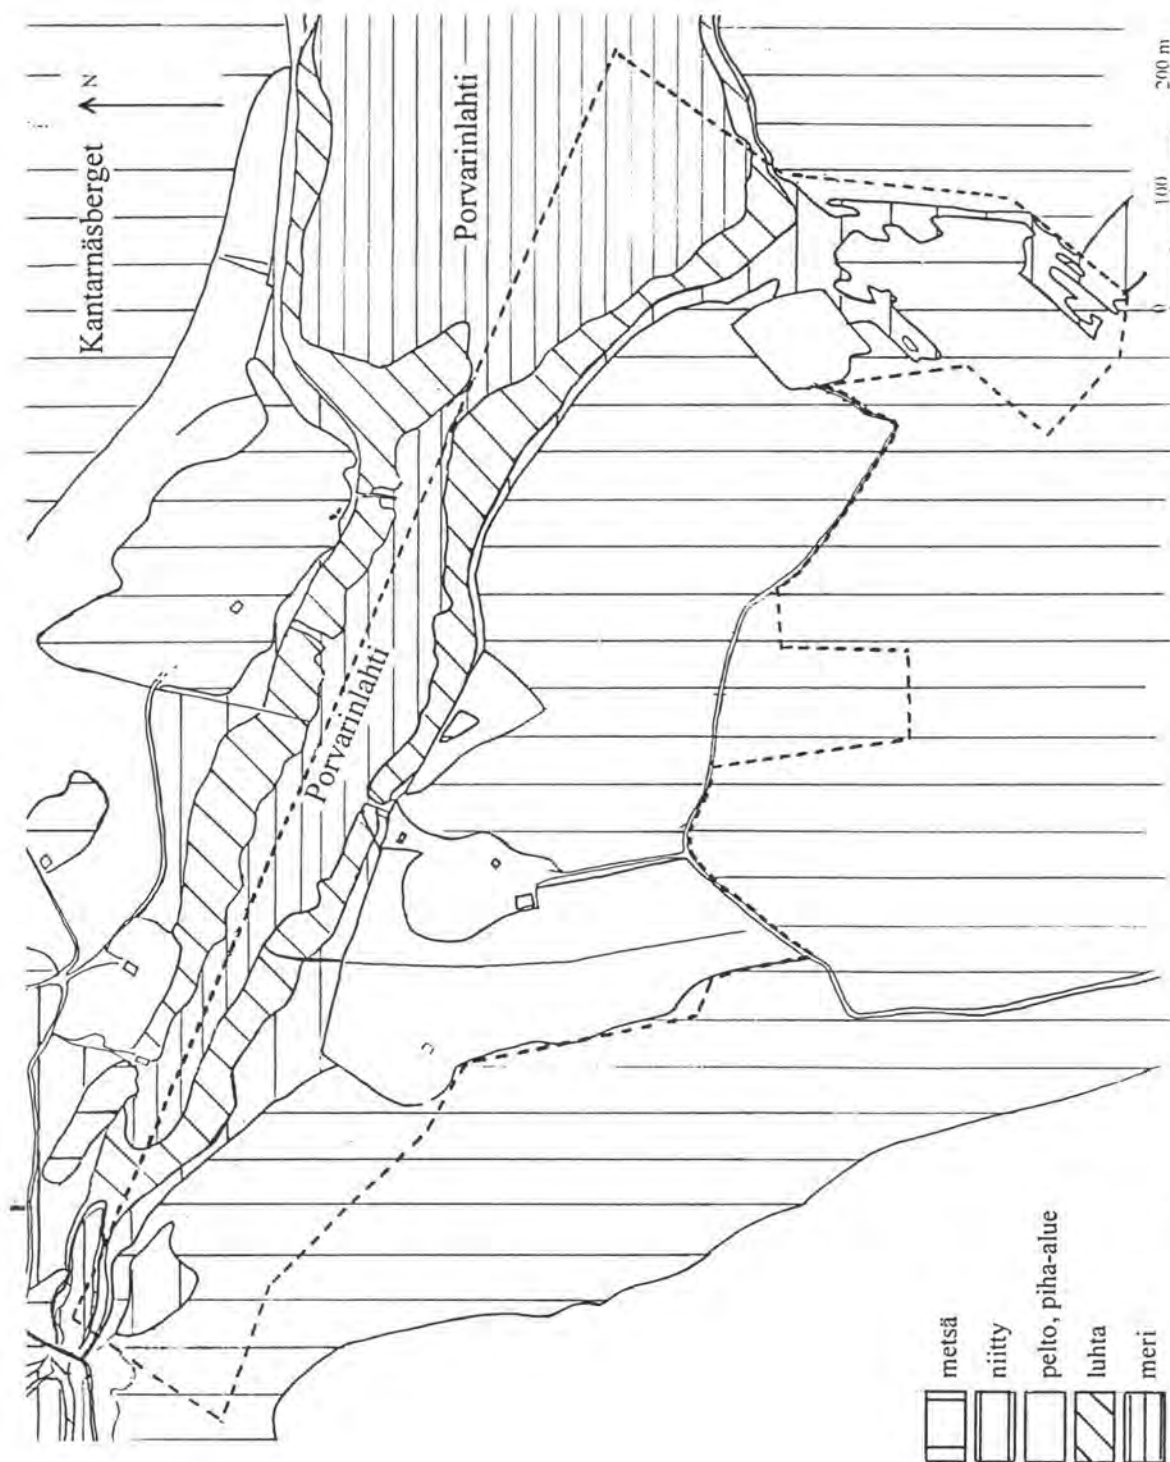 Kantarnäsberget
N
Porvarinlahti
Porvarinlahti
0 100 200 m
metsä
niitty
pelto, piha-alue
luhta
meri